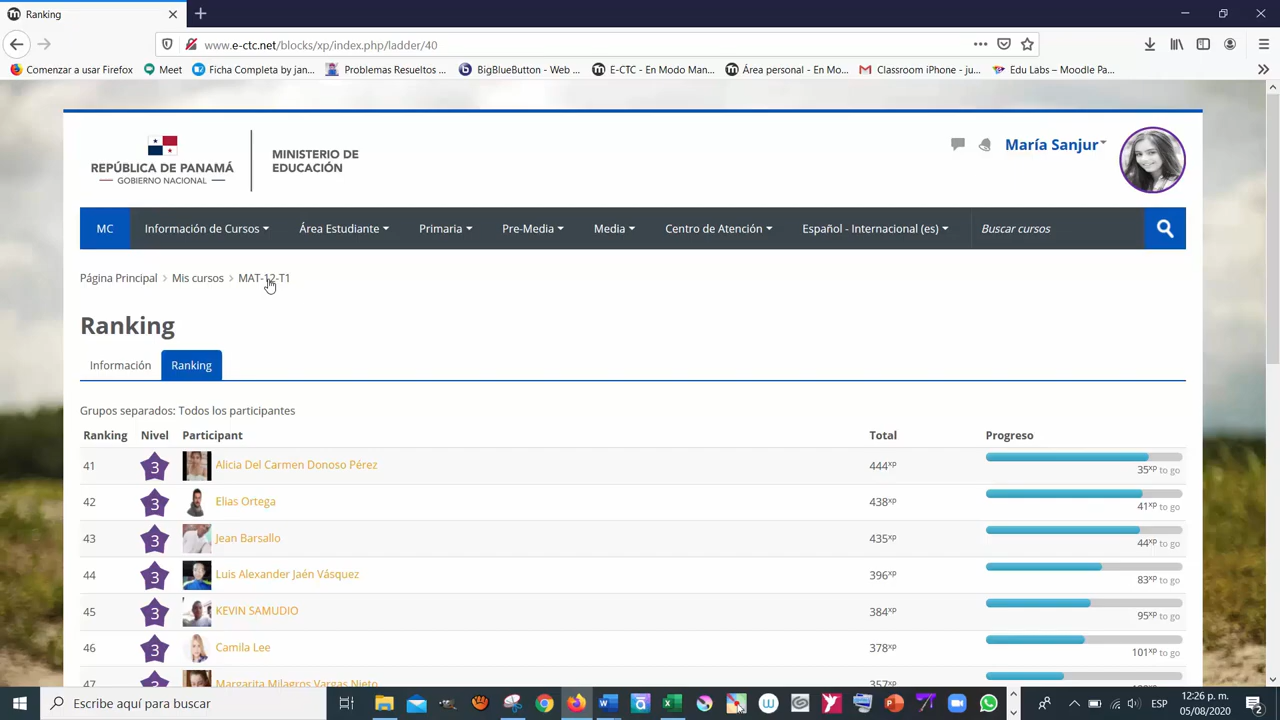 Ranking
www.e-ctc.net/blocks/xp/index.php/ladder/40
Comenzar a usar Firefox
Meet
Ficha Completa by jan...
Problemas Resueltos ...
BigBlueButton - Web ...
E-CTC - En Modo Man...
Área personal - En Mo...
Classroom iPhone - ju...
Edu Labs – Moodle Pa...
REPÚBLICA DE PANAMÁ
GOBIERNO NACIONAL
MINISTERIO DE
EDUCACIÓN
María Sanjur
MC
Información de Cursos
Área Estudiante
Primaria
Pre-Media
Media
Centro de Atención
Español - Internacional (es)
Buscar cursos
Página Principal > Mis cursos > MAT-12-T1
Ranking
Información
Ranking
Grupos separados: Todos los participantes
Ranking Nivel Participant Total Progreso
41 3 Alicia Del Carmen Donoso Pérez 444xp 35xp to go
42 3 Elias Ortega 438xp 41xp to go
43 3 Jean Barsallo 435xp 44xp to go
44 3 Luis Alexander Jaén Vásquez 396xp 83xp to go
45 3 KEVIN SAMUDIO 384xp 95xp to go
46 3 Camila Lee 378xp 101xp to go
47 Margarita Milagros Vargas Nieto 357xp
Escribe aquí para buscar
ESP
12:26 p. m.
05/08/2020
2